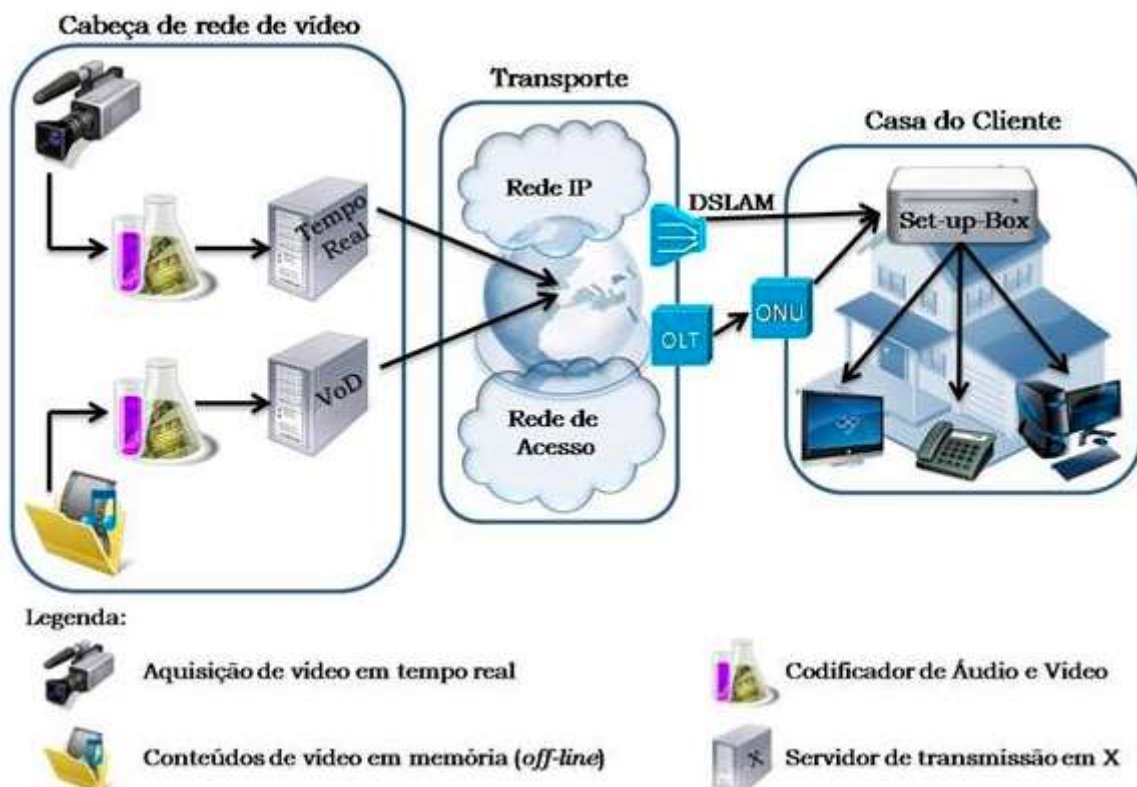 Cabeça de rede de vídeo
Transporte
Casa do Cliente
Rede IP
DSLAM
Set-up-Box
Tempo
Real
ONU
OLT
VoD
Rede de
Acesso
Legenda:
Aquisição de vídeo em tempo real
Codificador de Áudio e Vídeo
Conteúdos de vídeo em memória (off-line)
Servidor de transmissão em X
X